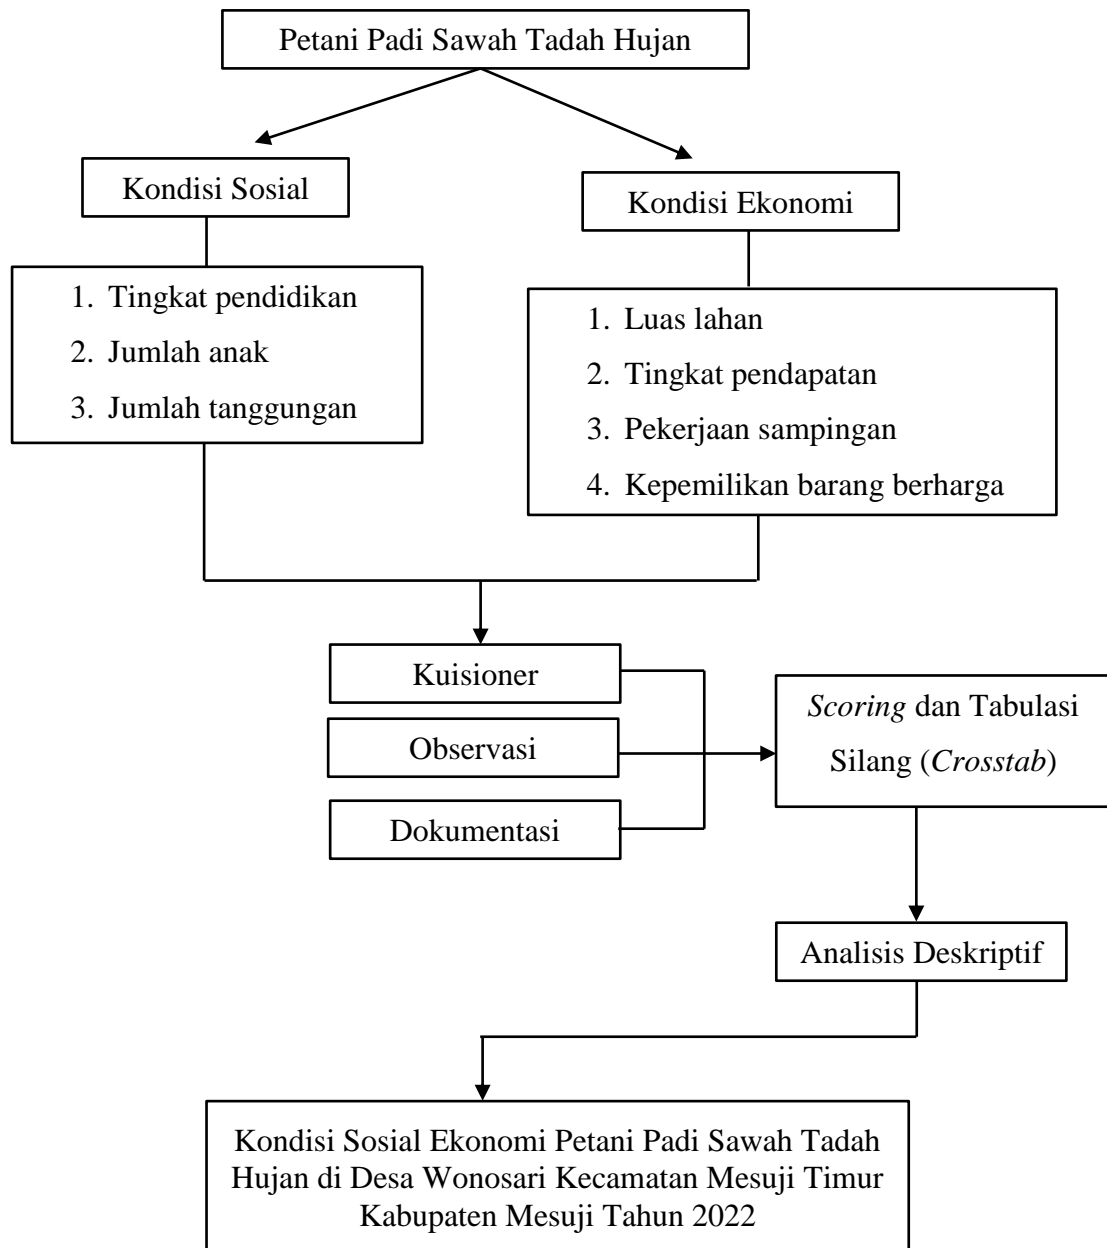 Petani Padi Sawah Tadah Hujan
Kondisi Sosial
Kondisi Ekonomi
1. Tingkat pendidikan
2. Jumlah anak
3. Jumlah tanggungan
1. Luas lahan
2. Tingkat pendapatan
3. Pekerjaan sampingan
4. Kepemilikan barang berharga
Kuisioner
Observasi
Dokumentasi
Scoring dan Tabulasi
Silang (Crosstab)
Analisis Deskriptif
Kondisi Sosial Ekonomi Petani Padi Sawah Tadah
Hujan di Desa Wonosari Kecamatan Mesuji Timur
Kabupaten Mesuji Tahun 2022